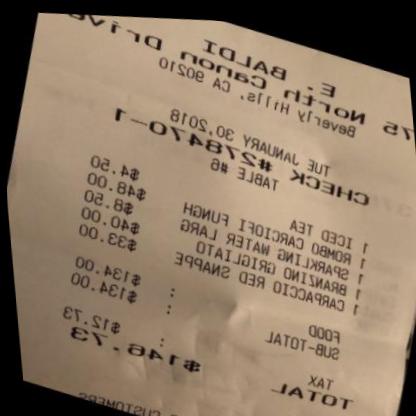 E. BALDI
75 North Canon Drive
Beverly Hills, CA 90210
TUE JANUARY 30,2018
CHECK #278470-1
TABLE #6
1 ICED TEA $4.50
1 ROMBO CARCIOFI FUNGH $48.00
1 SPARKLING WATER LARG $8.50
1 BRANZINO GRIGLIATO $40.00
1 CARPACCIO RED SNAPPE $33.00
FOOD : $134.00
SUB-TOTAL : $134.00
TAX : $12.73
TOTAL $146.73
CUSTOMERS